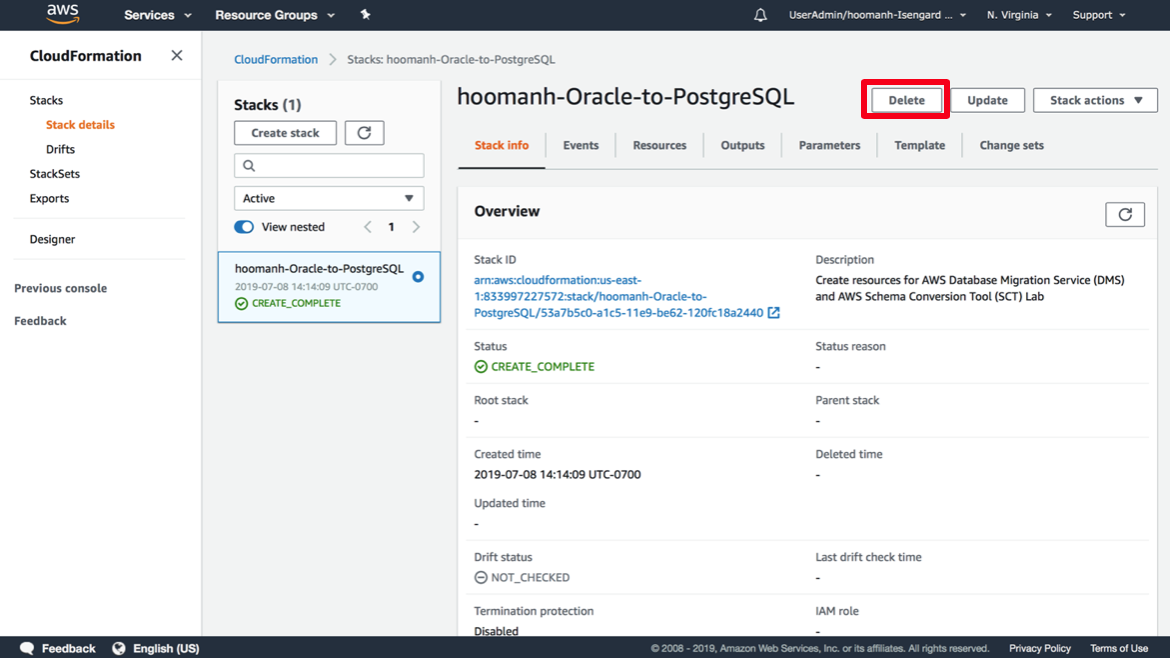 aws
Services
Resource Groups
UserAdmin/hoomanh-Isengard ...
N. Virginia
Support
CloudFormation
Stacks
Stack details
Drifts
StackSets
Exports
Designer
Previous console
Feedback
CloudFormation
Stacks: hoomanh-Oracle-to-PostgreSQL
Stacks (1)
Create stack
Active
View nested
1
hoomanh-Oracle-to-PostgreSQL
2019-07-08 14:14:09 UTC-0700
CREATE_COMPLETE
hoomanh-Oracle-to-PostgreSQL
Delete
Update
Stack actions
Stack info
Events
Resources
Outputs
Parameters
Template
Change sets
Overview
Stack ID
arn:aws:cloudformation:us-east-
1:833997227572:stack/hoomanh-Oracle-to-
PostgreSQL/53a7b5c0-a1c5-11e9-be62-120fc18a2440
Description
Create resources for AWS Database Migration Service (DMS)
and AWS Schema Conversion Tool (SCT) Lab
Status
CREATE_COMPLETE
Status reason
-
Root stack
-
Parent stack
-
Created time
2019-07-08 14:14:09 UTC-0700
Deleted time
-
Updated time
-
Drift status
NOT_CHECKED
Last drift check time
-
Termination protection
Disabled
IAM role
-
Feedback
English (US)
© 2008 - 2019, Amazon Web Services, Inc. or its affiliates. All rights reserved.
Privacy Policy
Terms of Use